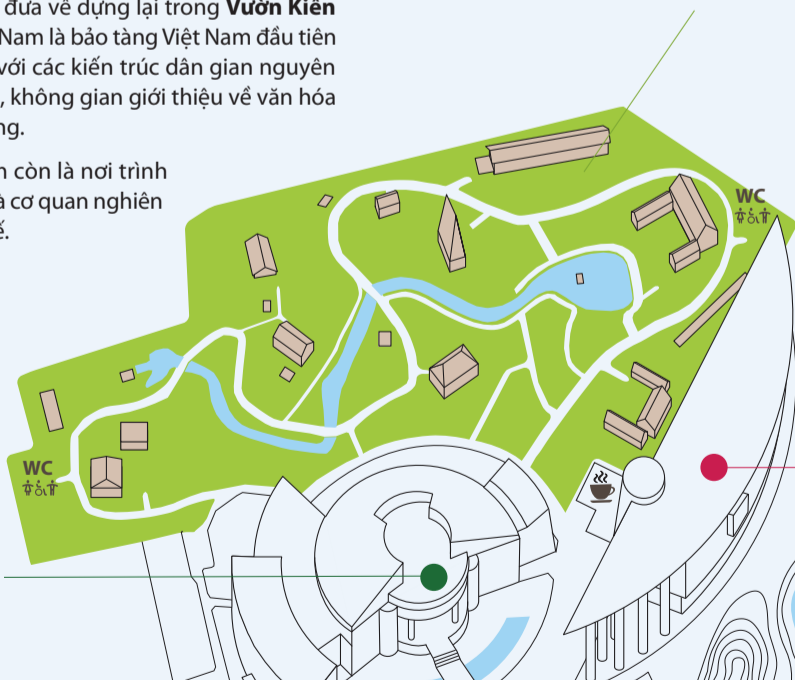 đưa về dựng lại trong Vườn Kiến
Nam là bảo tàng Việt Nam đầu tiên
với các kiến trúc dân gian nguyên
, không gian giới thiệu về văn hóa
ng.
n còn là nơi trình
à cơ quan nghiên
ế.
WC
WC